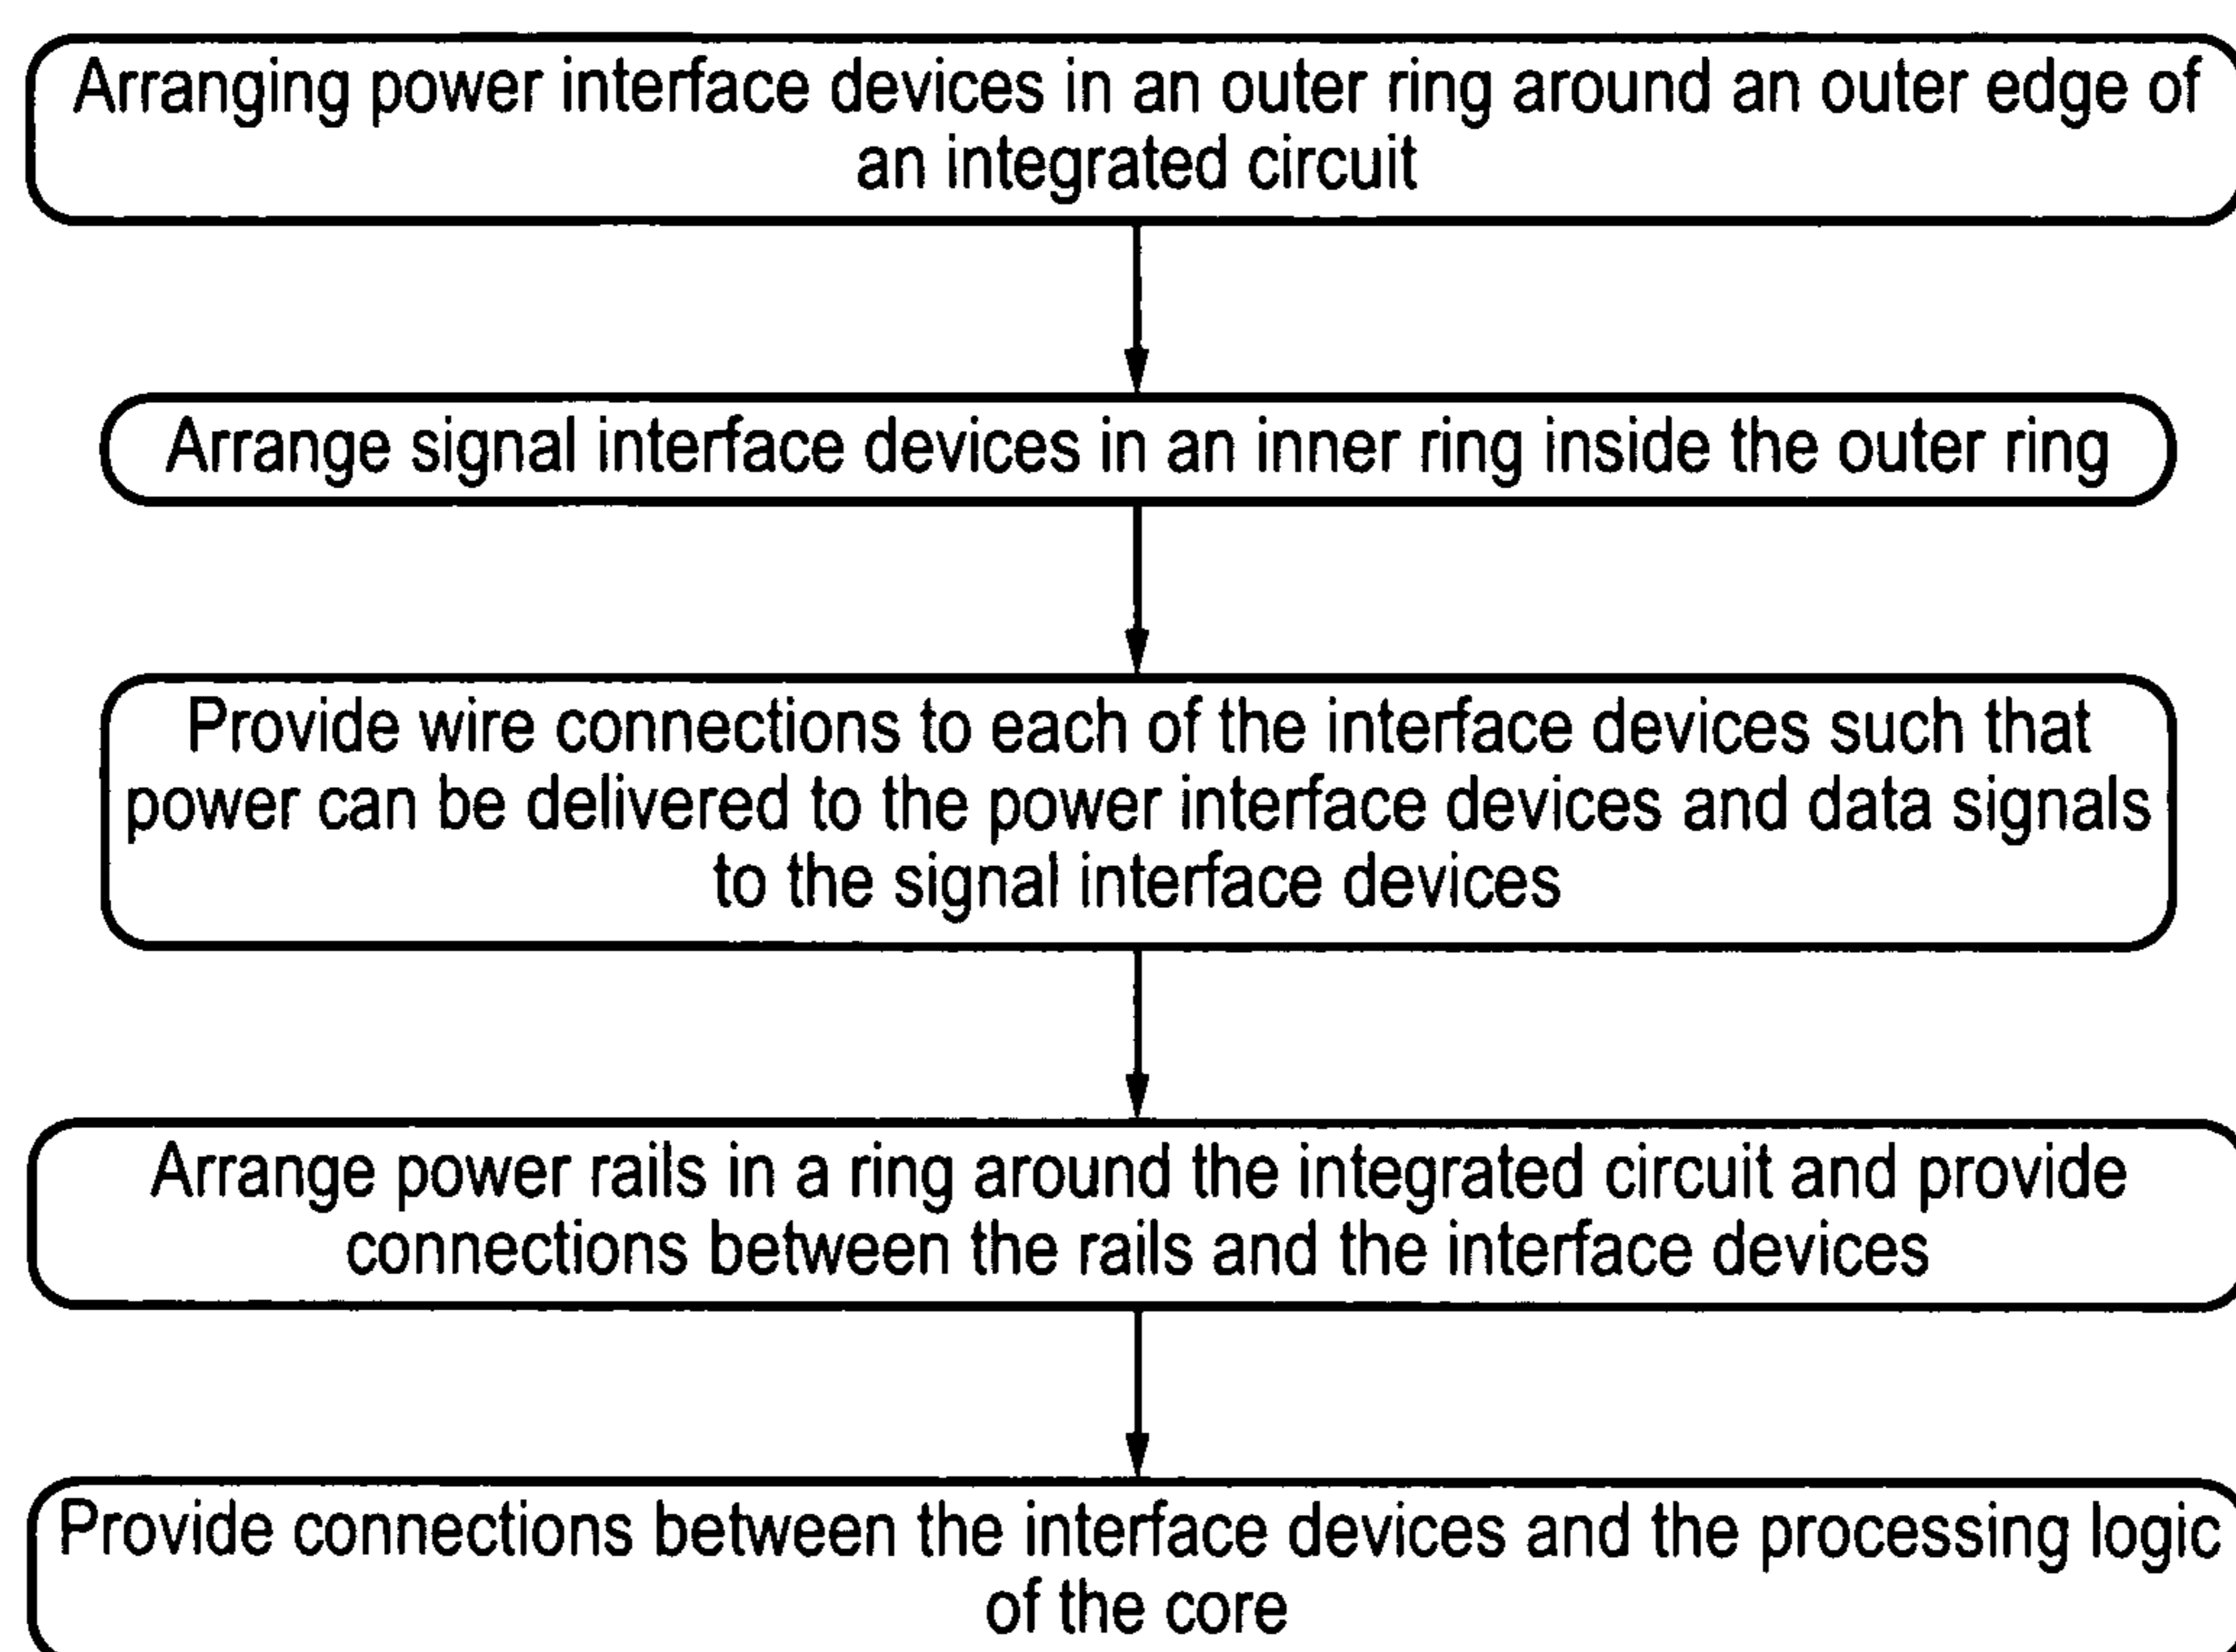 Arranging power interface devices in an outer ring around an outer edge of
an integrated circuit
Arrange signal interface devices in an inner ring inside the outer ring
Provide wire connections to each of the interface devices such that
power can be delivered to the power interface devices and data signals
to the signal interface devices
Arrange power rails in a ring around the integrated circuit and provide
connections between the rails and the interface devices
Provide connections between the interface devices and the processing logic
of the core